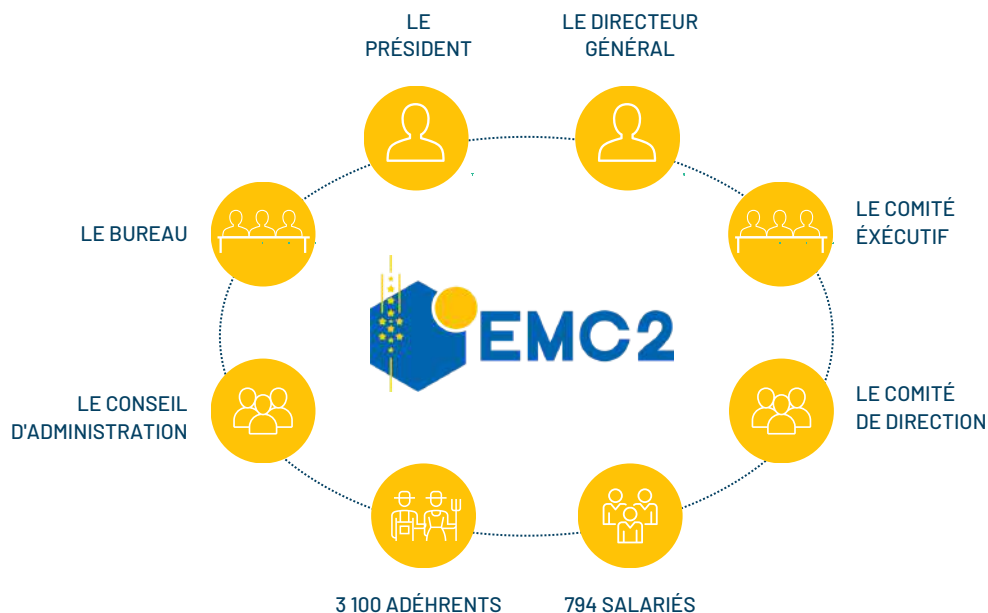 LE
PRÉSIDENT
LE DIRECTEUR
GÉNÉRAL
LE BUREAU
LE COMITÉ
ÉXÉCUTIF
EMC2
LE CONSEIL
D'ADMINISTRATION
LE COMITÉ
DE DIRECTION
3 100 ADÉHRENTS
794 SALARIÉS